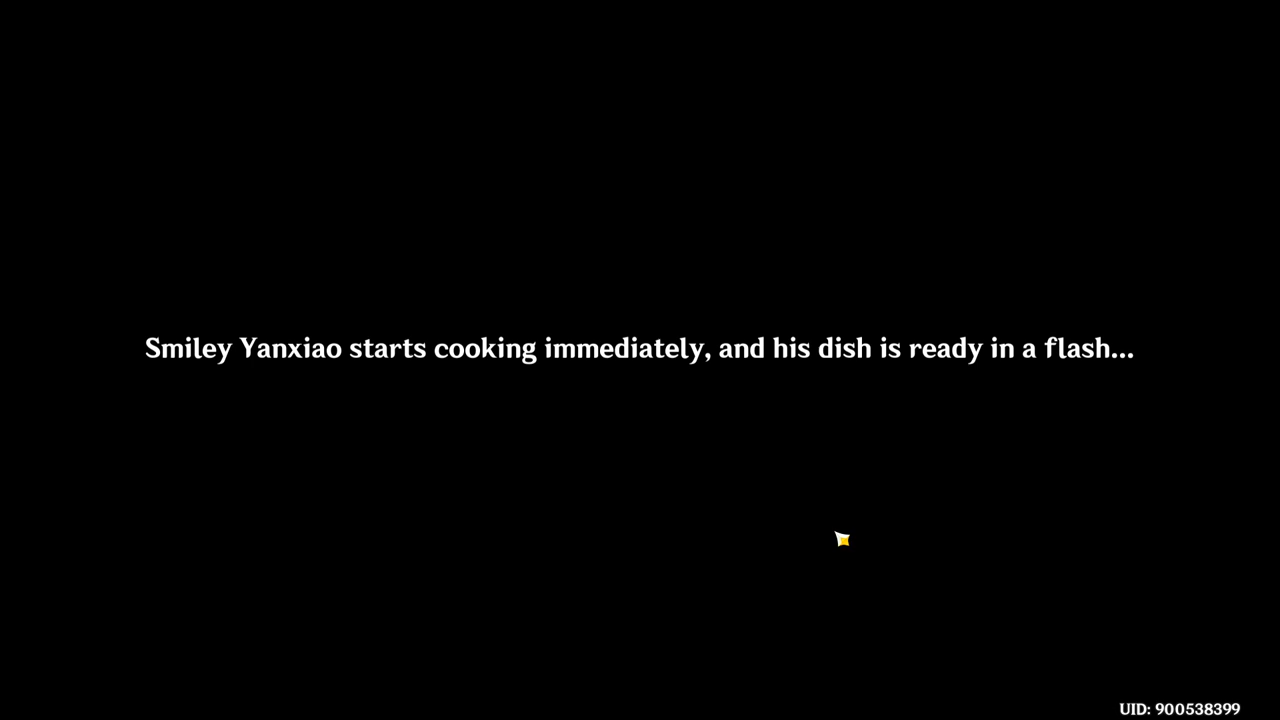 Smiley Yanxiao starts cooking immediately, and his dish is ready in a flash...
UID: 900538399